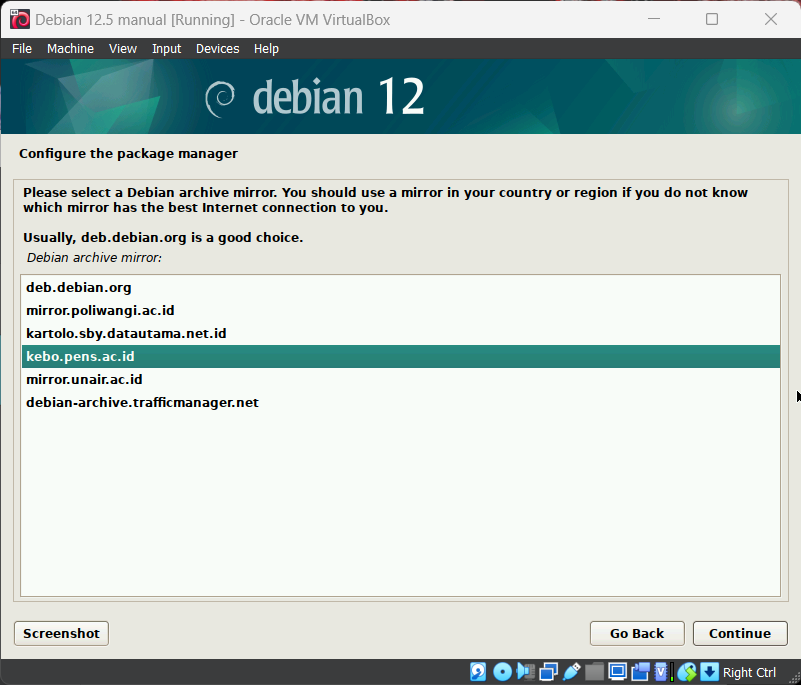 Debian 12.5 manual [Running] - Oracle VM VirtualBox
File Machine View Input Devices Help
debian 12
Configure the package manager
Please select a Debian archive mirror. You should use a mirror in your country or region if you do not know
which mirror has the best Internet connection to you.
Usually, deb.debian.org is a good choice.
Debian archive mirror:
deb.debian.org
mirror.poliwangi.ac.id
kartolo.sby.datautama.net.id
kebo.pens.ac.id
mirror.unair.ac.id
debian-archive.trafficmanager.net
Screenshot Go Back Continue
Right Ctrl